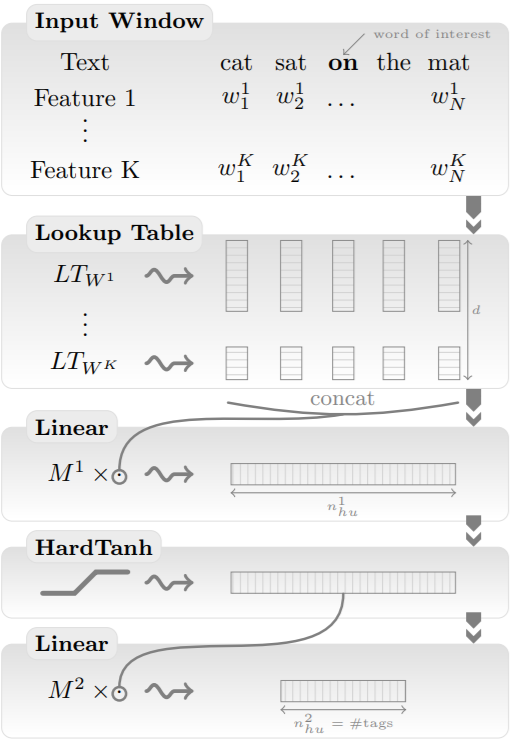 Input Window
word of interest
Text cat sat on the mat
Feature 1 w_1^1 w_2^1 ... w_N^1
⋮
Feature K w_1^K w_2^K ... w_N^K
Lookup Table
LT_{W^1}
⋮
d
LT_{W^K}
concat
Linear
M^1 × ·
n_{hu}^1
HardTanh
Linear
M^2 × ·
n_{hu}^2 = #tags